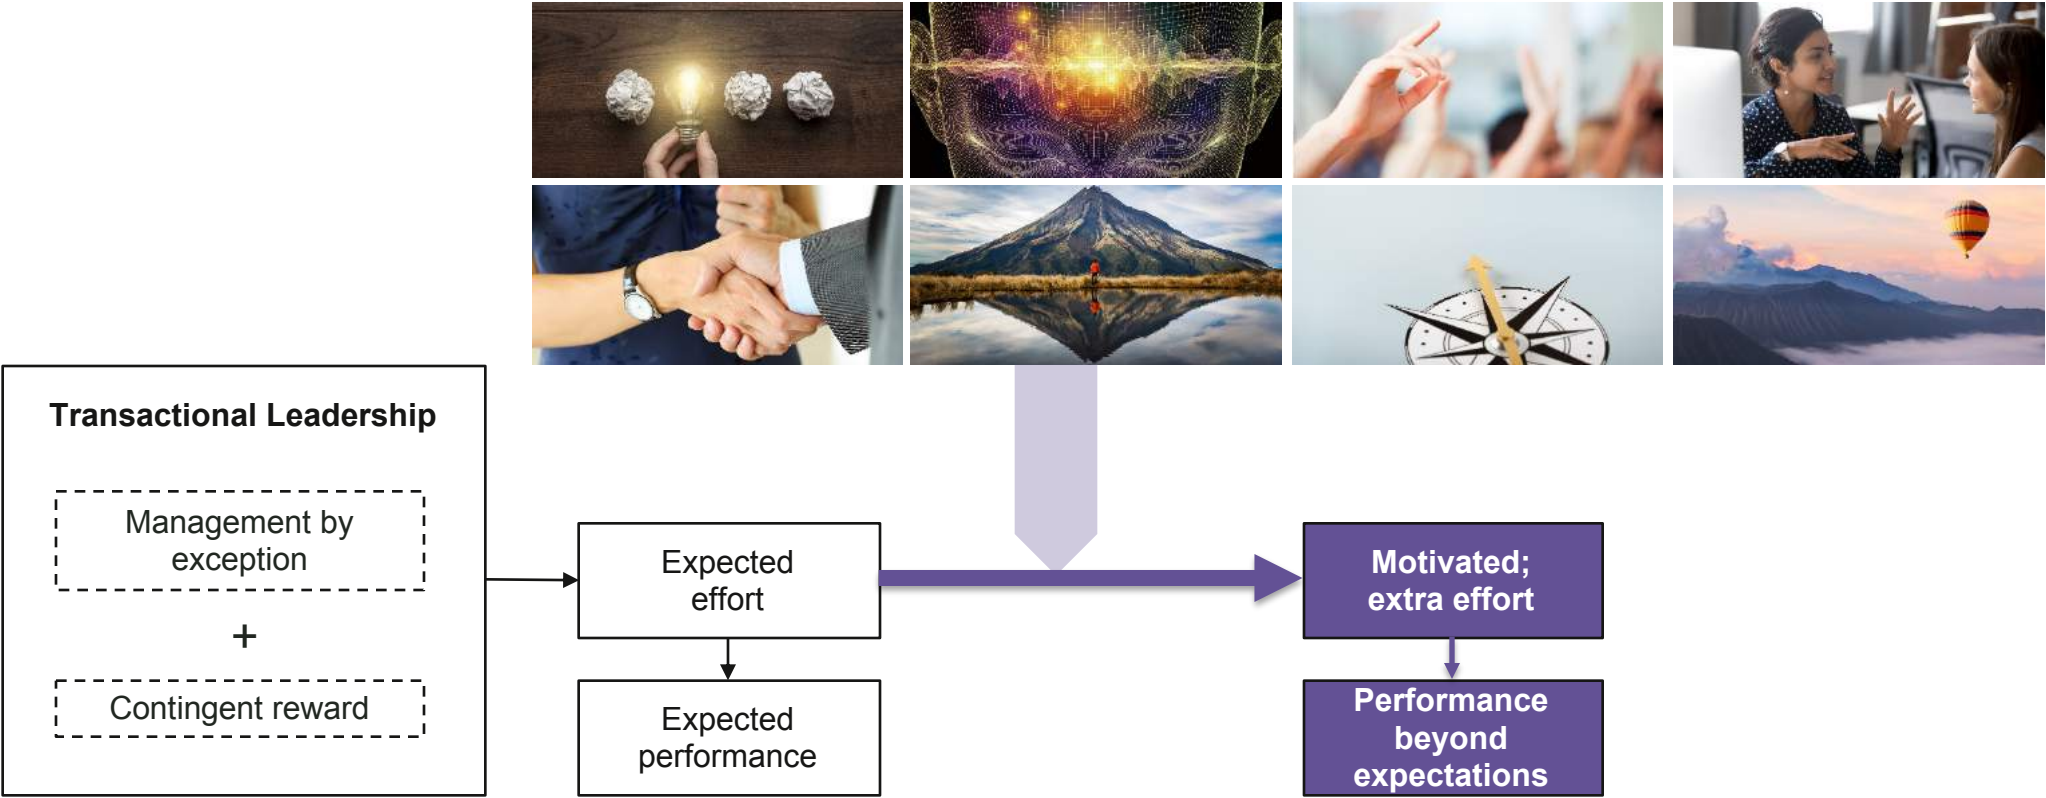 Transactional Leadership
Management by
exception
+
Contingent reward
Expected
effort
Expected
performance
Motivated;
extra effort
Performance
beyond
expectations